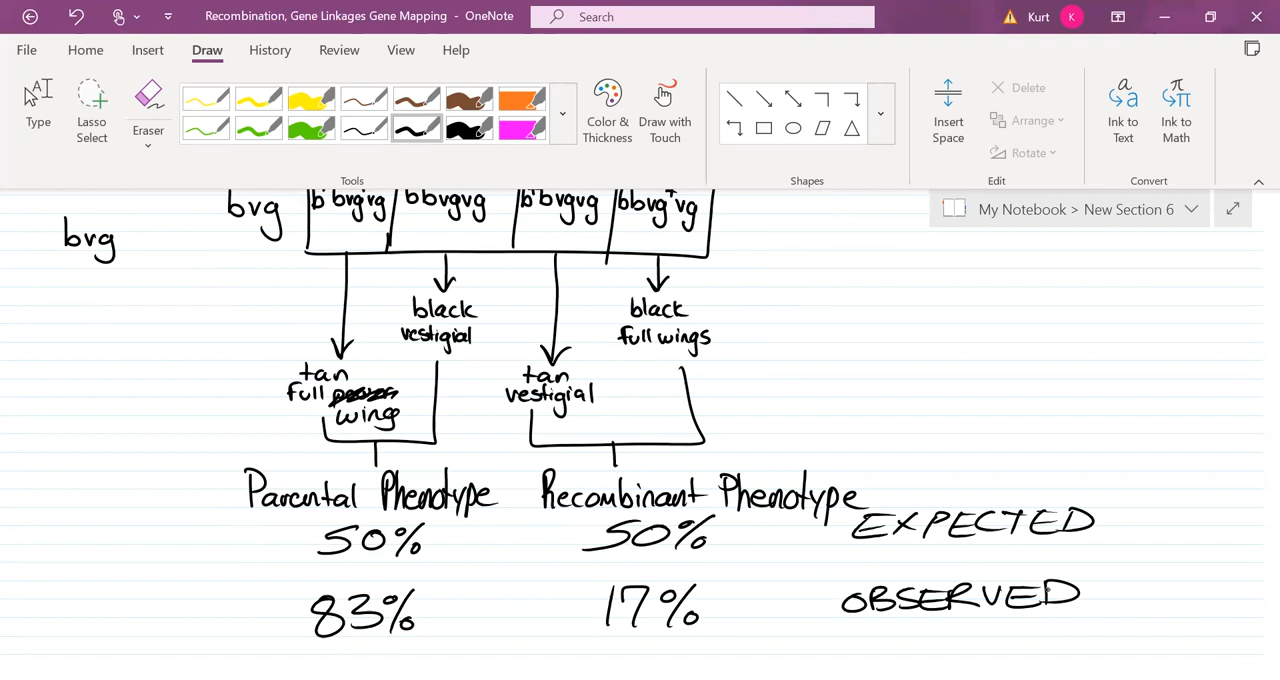 Recombination, Gene Linkages Gene Mapping - OneNote
Search
Kurt
K
File Home Insert Draw History Review View Help
Type
Lasso Select
Eraser
Color & Thickness
Draw with Touch
Insert Space
Delete
Arrange
Rotate
Ink to Text
Ink to Math
Tools
Shapes
Edit
Convert
My Notebook > New Section 6
bvg
bvg
b⁺bvg⁺vg bbvgvg b⁺bvgvg bbvg⁺vg
black
vestigial
black
full wings
tan
full
wings
tan
vestigial
Parental Phenotype Recombinant Phenotype
50% 50% EXPECTED
83% 17% OBSERVED